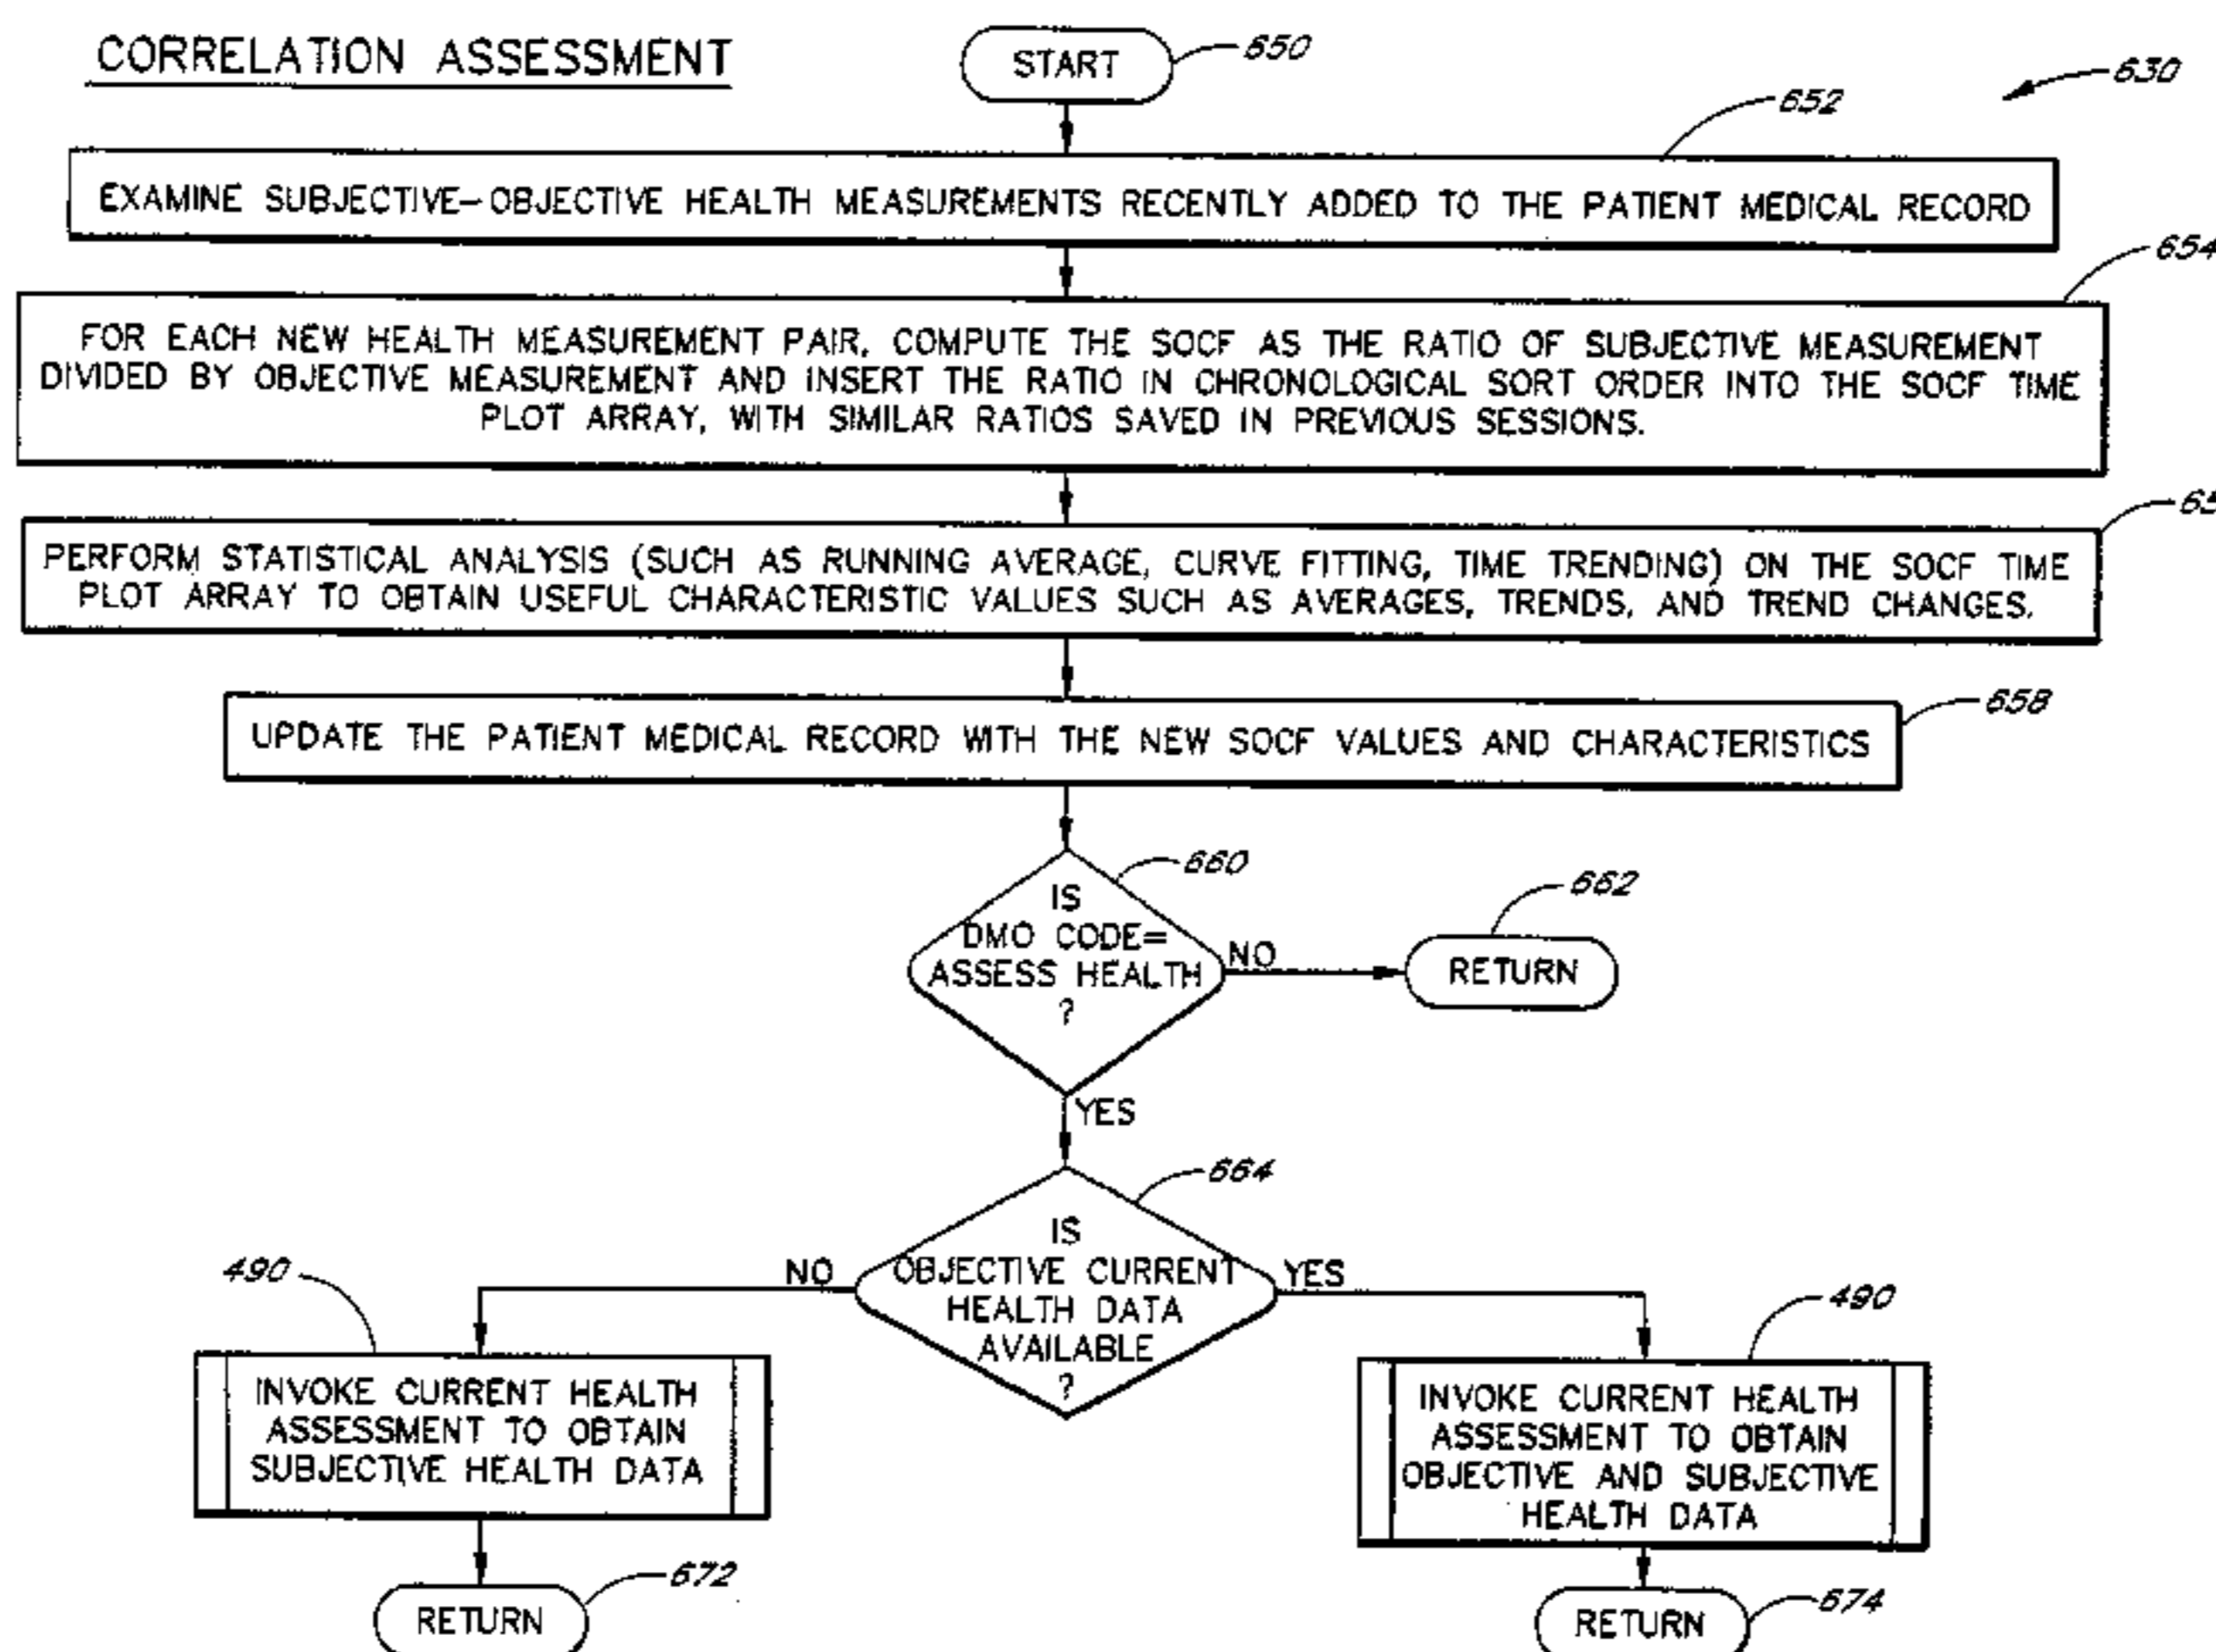 CORRELATION ASSESSMENT
START
650
630
652
EXAMINE SUBJECTIVE-OBJECTIVE HEALTH MEASUREMENTS RECENTLY ADDED TO THE PATIENT MEDICAL RECORD
654
FOR EACH NEW HEALTH MEASUREMENT PAIR, COMPUTE THE SOCF AS THE RATIO OF SUBJECTIVE MEASUREMENT
DIVIDED BY OBJECTIVE MEASUREMENT AND INSERT THE RATIO IN CHRONOLOGICAL SORT ORDER INTO THE SOCF TIME
PLOT ARRAY, WITH SIMILAR RATIOS SAVED IN PREVIOUS SESSIONS.
PERFORM STATISTICAL ANALYSIS (SUCH AS RUNNING AVERAGE, CURVE FITTING, TIME TRENDING) ON THE SOCF TIME
PLOT ARRAY TO OBTAIN USEFUL CHARACTERISTIC VALUES SUCH AS AVERAGES, TRENDS, AND TREND CHANGES.
658
UPDATE THE PATIENT MEDICAL RECORD WITH THE NEW SOCF VALUES AND CHARACTERISTICS
660
IS
DMO CODE=
ASSESS HEALTH
?
NO
662
RETURN
YES
664
IS
OBJECTIVE CURRENT
HEALTH DATA
AVAILABLE
?
NO
YES
490
INVOKE CURRENT HEALTH
ASSESSMENT TO OBTAIN
SUBJECTIVE HEALTH DATA
672
RETURN
490
INVOKE CURRENT HEALTH
ASSESSMENT TO OBTAIN
OBJECTIVE AND SUBJECTIVE
HEALTH DATA
674
RETURN